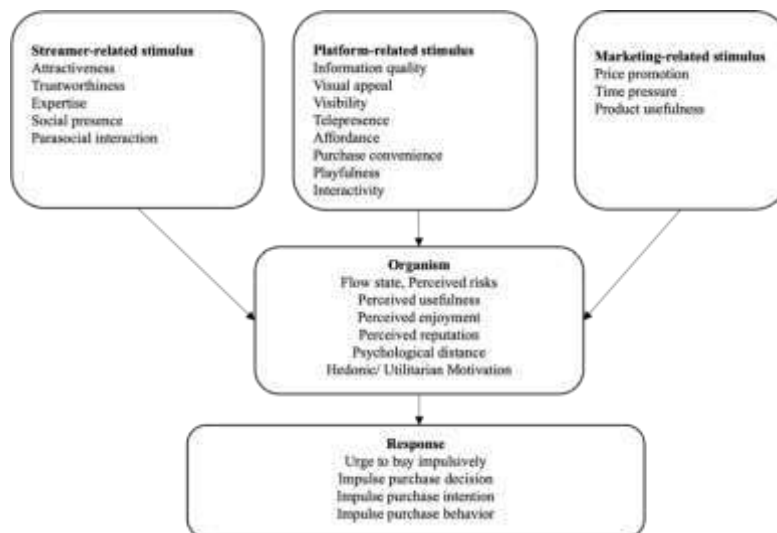 Streamer-related stimulus
Attractiveness
Trustworthiness
Expertise
Social presence
Parasocial interaction
Platform-related stimulus
Information quality
Visual appeal
Visibility
Telepresence
Affordance
Purchase convenience
Playfulness
Interactivity
Marketing-related stimulus
Price promotion
Time pressure
Product usefulness
Organism
Flow state, Perceived risks
Perceived usefulness
Perceived enjoyment
Perceived reputation
Psychological distance
Hedonic/ Utilitarian Motivation
Response
Urge to buy impulsively
Impulse purchase decision
Impulse purchase intention
Impulse purchase behavior